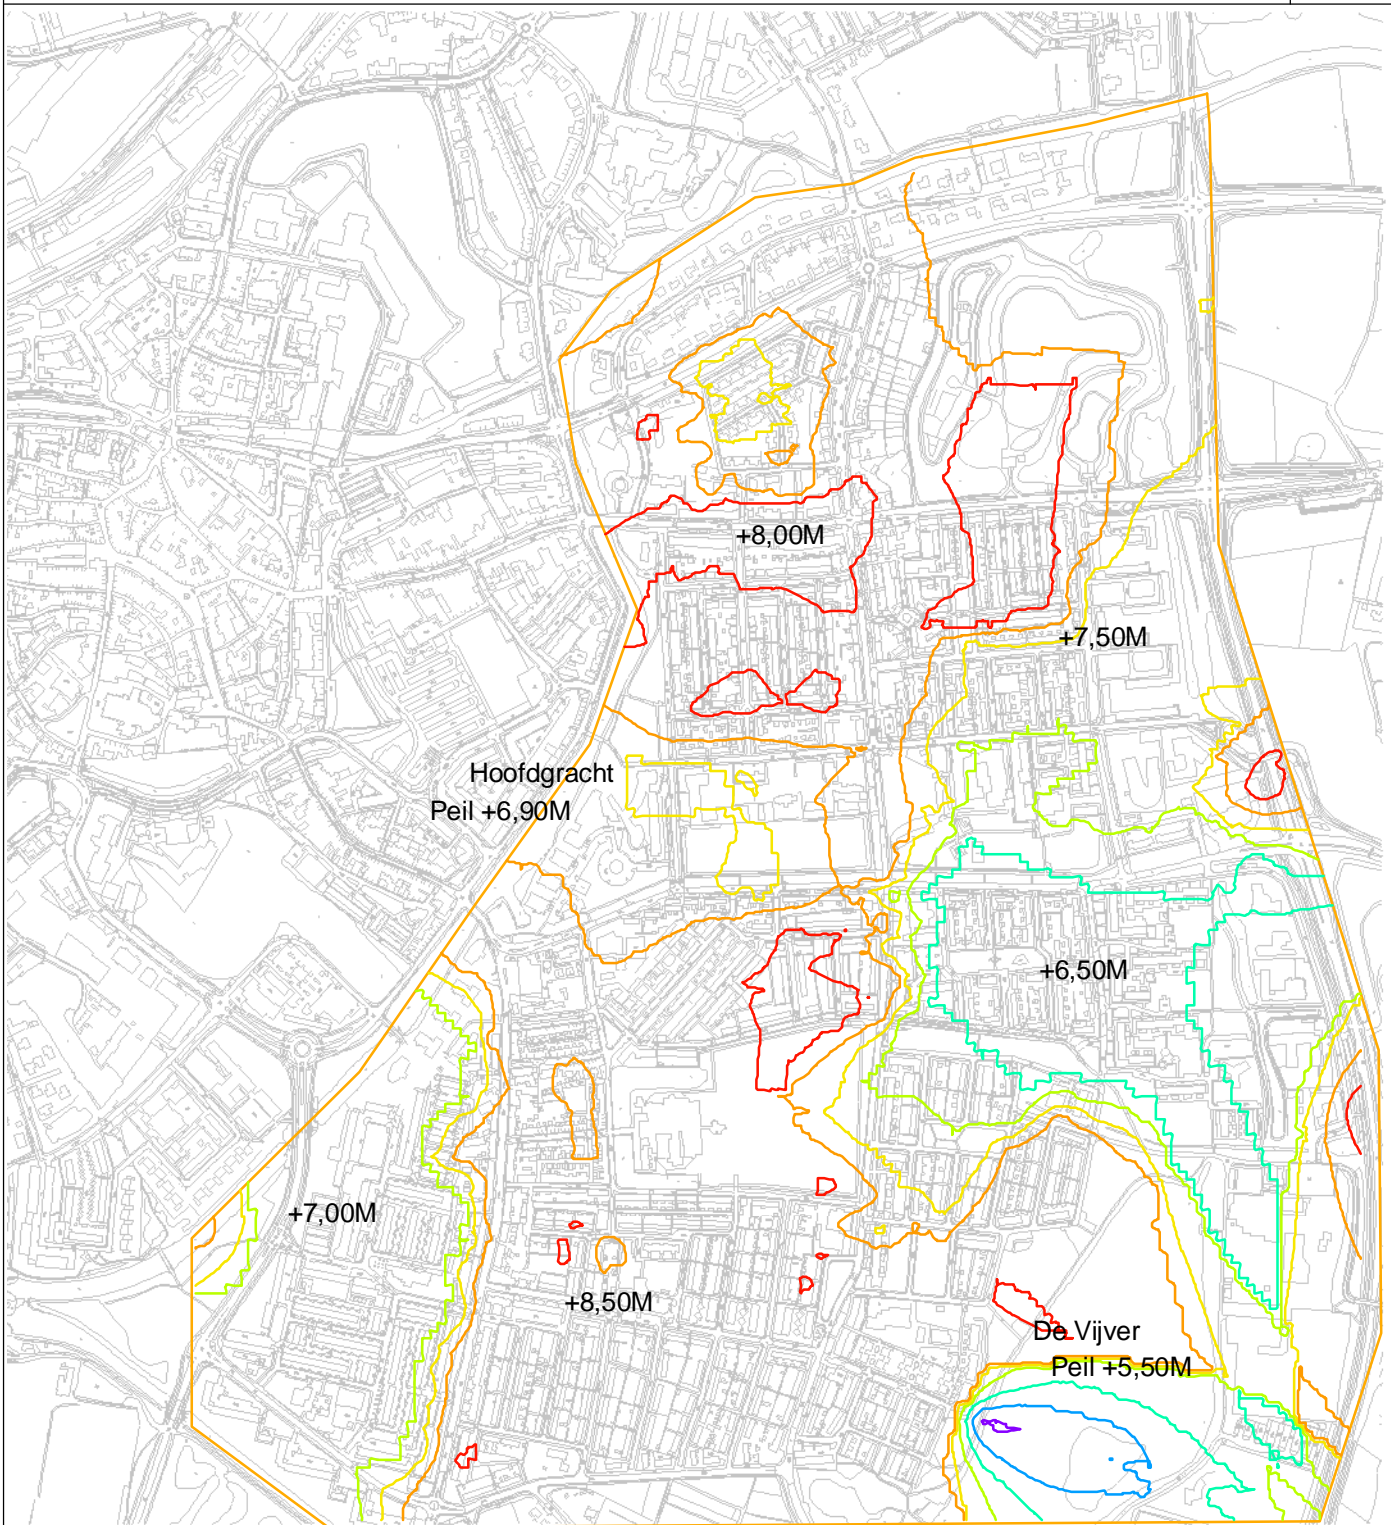 +8,00M
+7,50M
Hoofdgracht
Peil +6,90M
+6,50M
+7,00M
+8,50M
De Vijver
Peil +5,50M